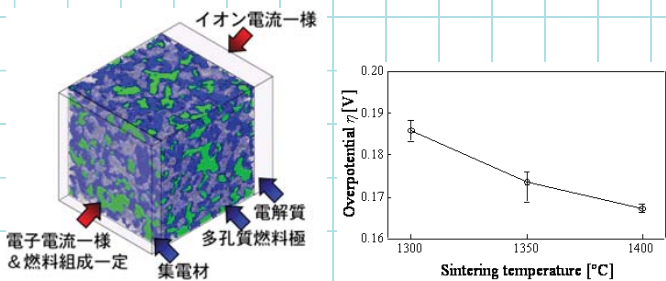 イオン電流一様
電解質
多孔質燃料極
電子電流一様
&燃料組成一定
集電材
0.20
0.19
0.18
0.17
0.16
Overpotential η [V]
1300
1350
1400
Sintering temperature [°C]